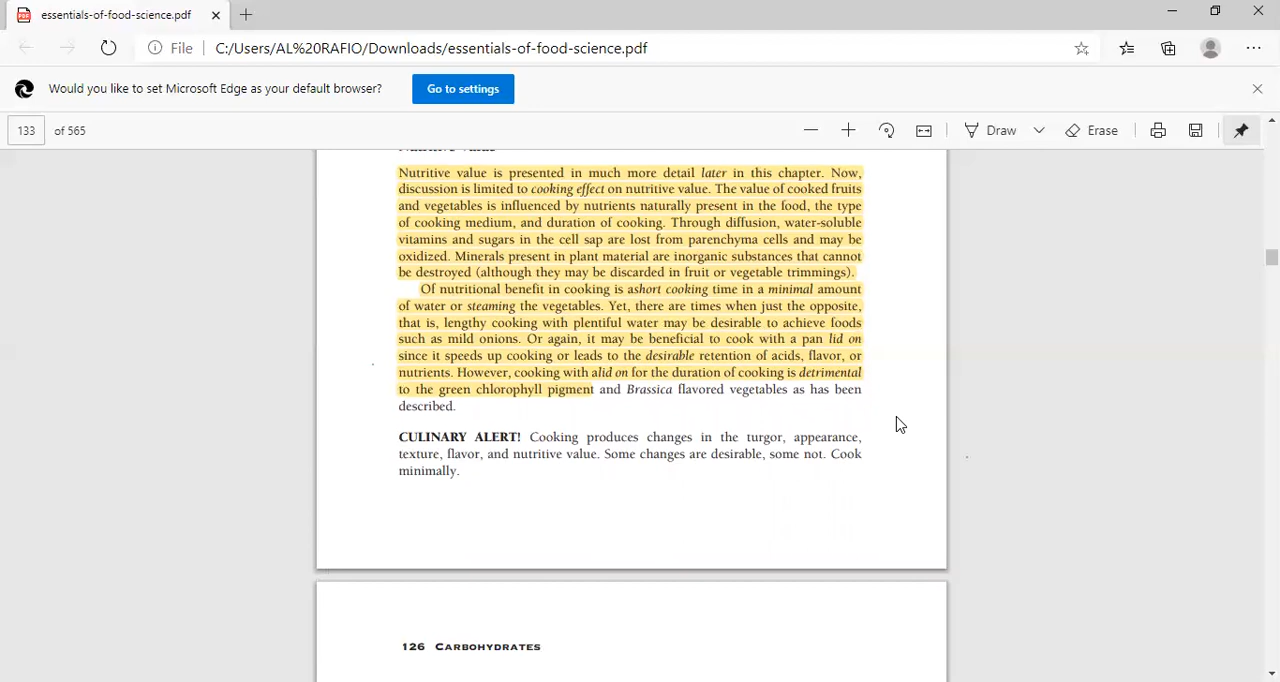 essentials-of-food-science.pdf
File
C:/Users/AL%20RAFIO/Downloads/essentials-of-food-science.pdf
Would you like to set Microsoft Edge as your default browser?
Go to settings
133 of 565
Draw
Erase
Nutritive value is presented in much more detail later in this chapter. Now,
discussion is limited to cooking effect on nutritive value. The value of cooked fruits
and vegetables is influenced by nutrients naturally present in the food, the type
of cooking medium, and duration of cooking. Through diffusion, water-soluble
vitamins and sugars in the cell sap are lost from parenchyma cells and may be
oxidized. Minerals present in plant material are inorganic substances that cannot
be destroyed (although they may be discarded in fruit or vegetable trimmings).
Of nutritional benefit in cooking is ashort cooking time in a minimal amount
of water or steaming the vegetables. Yet, there are times when just the opposite,
that is, lengthy cooking with plentiful water may be desirable to achieve foods
such as mild onions. Or again, it may be beneficial to cook with a pan lid on
since it speeds up cooking or leads to the desirable retention of acids, flavor, or
nutrients. However, cooking with alid on for the duration of cooking is detrimental
to the green chlorophyll pigment and Brassica flavored vegetables as has been
described.
CULINARY ALERT! Cooking produces changes in the turgor, appearance,
texture, flavor, and nutritive value. Some changes are desirable, some not. Cook
minimally.
126 CARBOHYDRATES